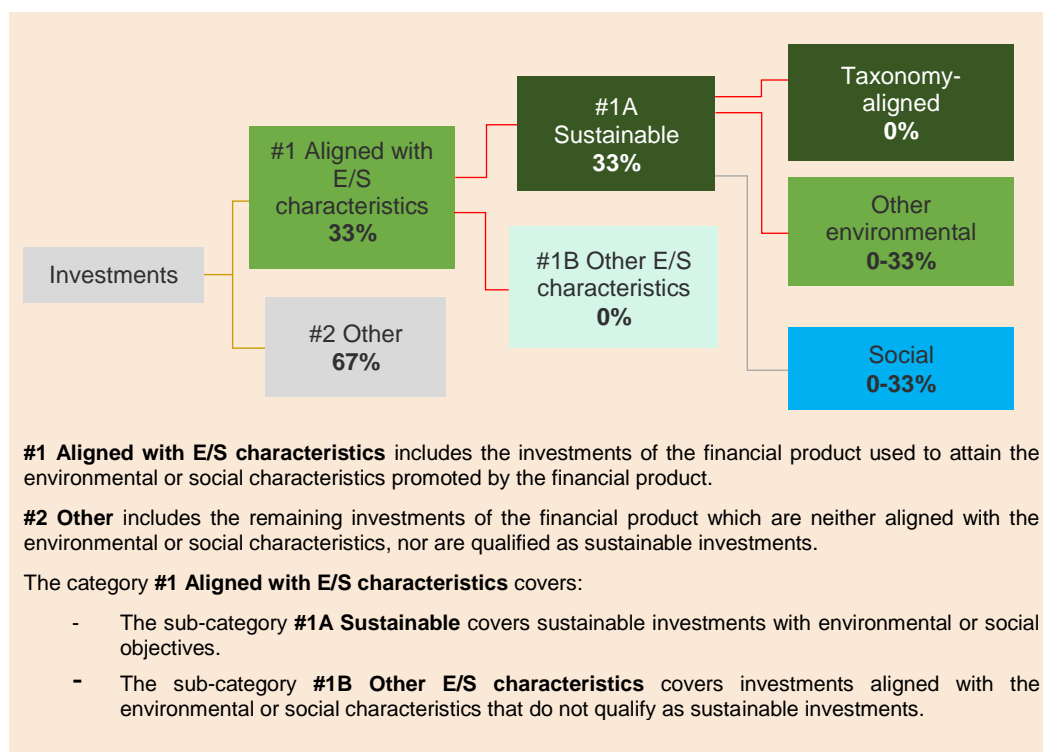 Investments
#1 Aligned with
E/S
characteristics
33%
#2 Other
67%
#1A
Sustainable
33%
#1B Other E/S
characteristics
0%
Taxonomy-
aligned
0%
Other
environmental
0-33%
Social
0-33%
#1 Aligned with E/S characteristics includes the investments of the financial product used to attain the
environmental or social characteristics promoted by the financial product.
#2 Other includes the remaining investments of the financial product which are neither aligned with the
environmental or social characteristics, nor are qualified as sustainable investments.
The category #1 Aligned with E/S characteristics covers:
- The sub-category #1A Sustainable covers sustainable investments with environmental or social
objectives.
- The sub-category #1B Other E/S characteristics covers investments aligned with the
environmental or social characteristics that do not qualify as sustainable investments.